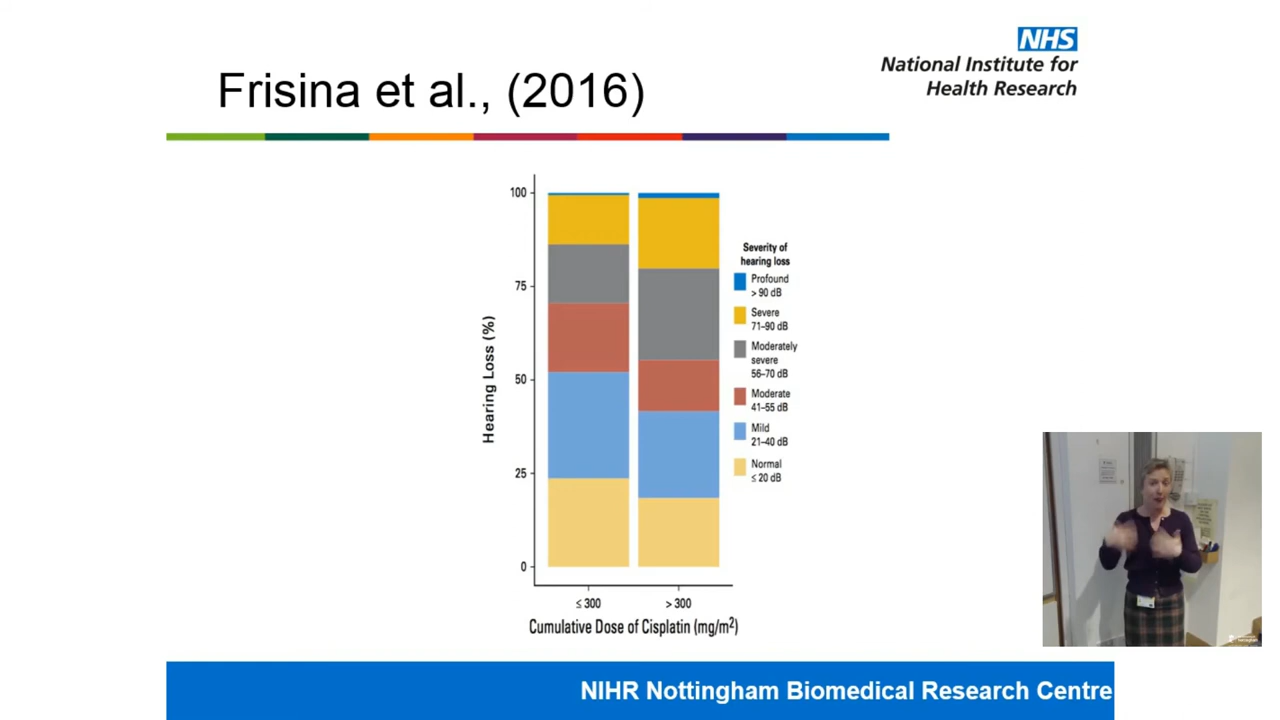 NHS
National Institute for
Health Research
Frisina et al., (2016)
100
75
50
25
0
Hearing Loss (%)
≤ 300
> 300
Cumulative Dose of Cisplatin (mg/m²)
Severity of
hearing loss
Profound
> 90 dB
Severe
71–90 dB
Moderately
severe
56–70 dB
Moderate
41–55 dB
Mild
21–40 dB
Normal
≤ 20 dB
NIHR Nottingham Biomedical Research Centre